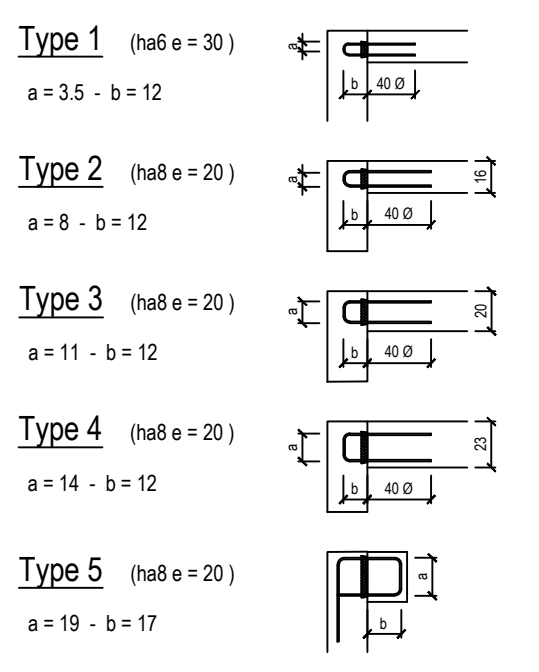 Type 1 (ha6 e = 30 )
a = 3.5 - b = 12
a
b 40 Ø
Type 2 (ha8 e = 20 )
a = 8 - b = 12
a
b 40 Ø
16
Type 3 (ha8 e = 20 )
a = 11 - b = 12
a
b 40 Ø
20
Type 4 (ha8 e = 20 )
a = 14 - b = 12
a
b 40 Ø
23
Type 5 (ha8 e = 20 )
a = 19 - b = 17
a
b